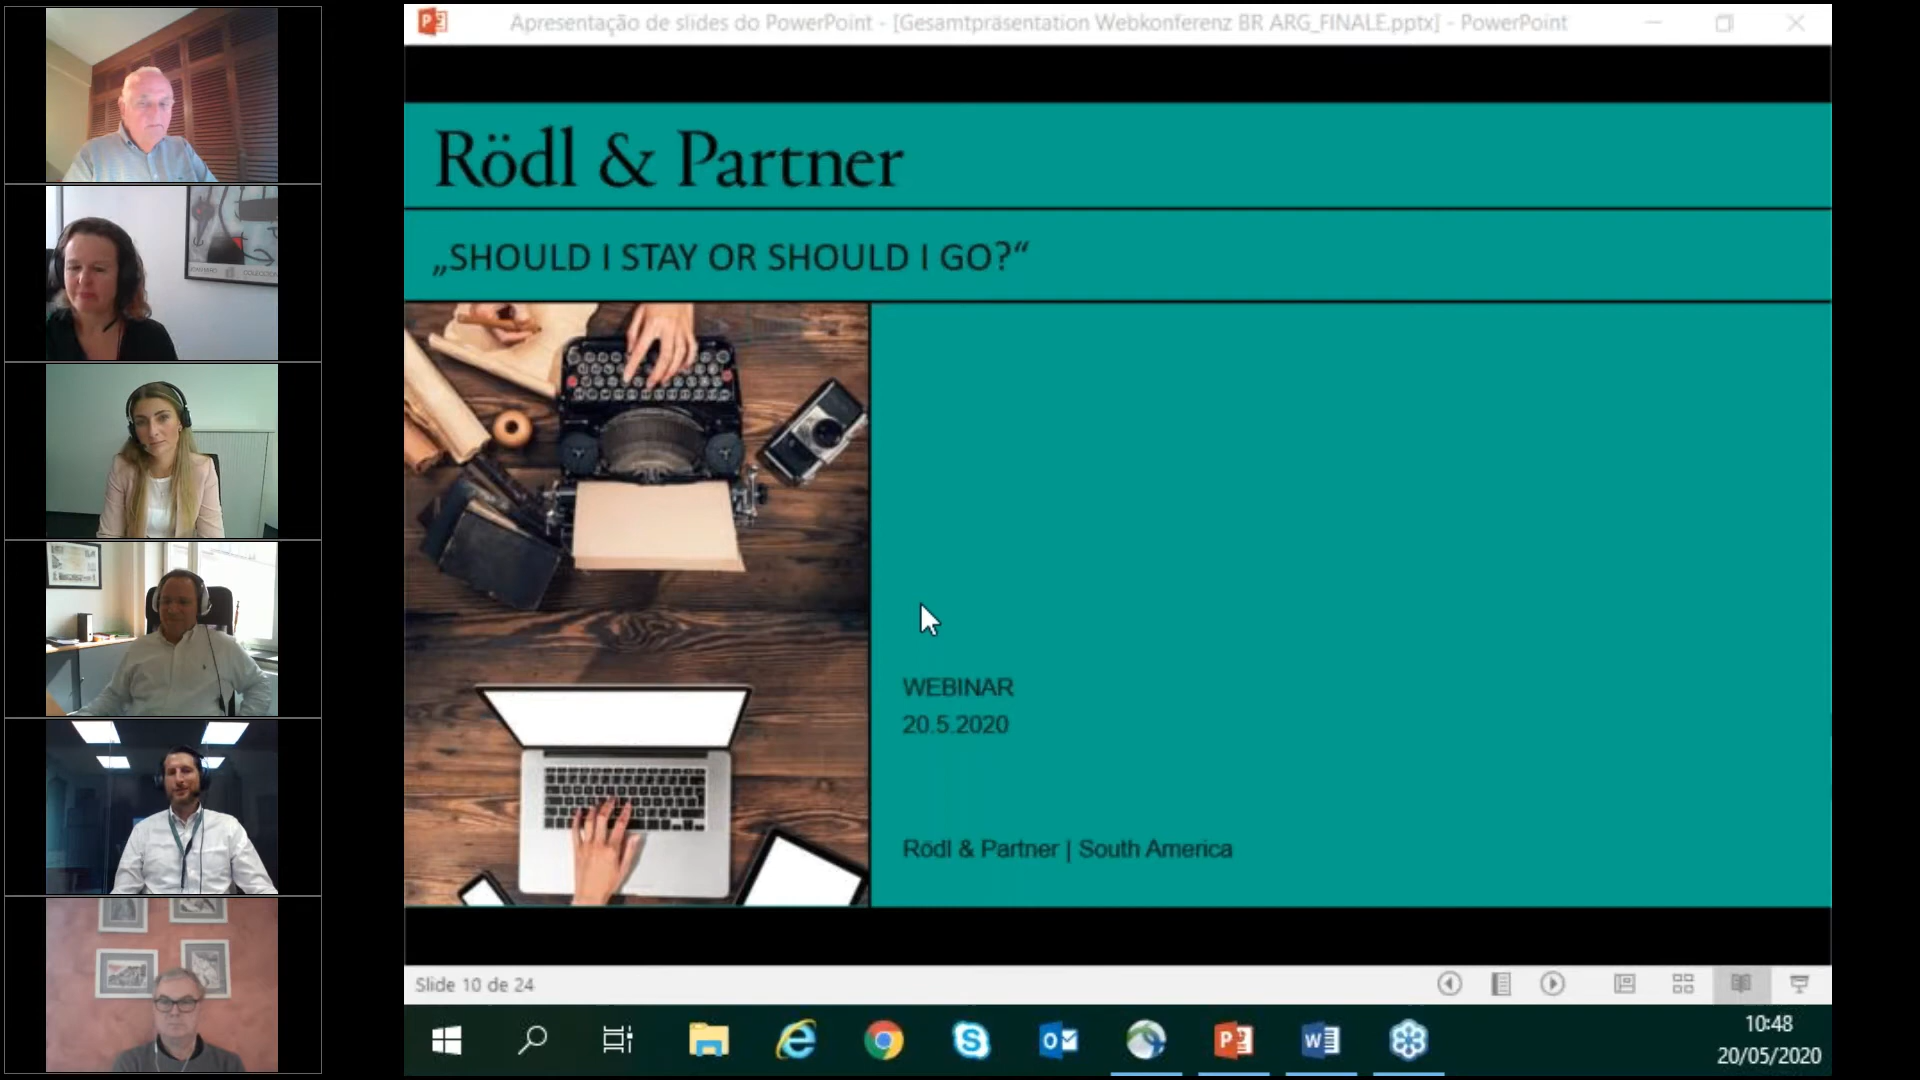 Apresentação de slides do PowerPoint - [Gesamtpräsentation Webkonferenz BR ARG_FINALE.pptx] - PowerPoint
Rödl & Partner
„SHOULD I STAY OR SHOULD I GO?“
WEBINAR
20.5.2020
Rödl & Partner | South America
Slide 10 de 24
10:48
20/05/2020